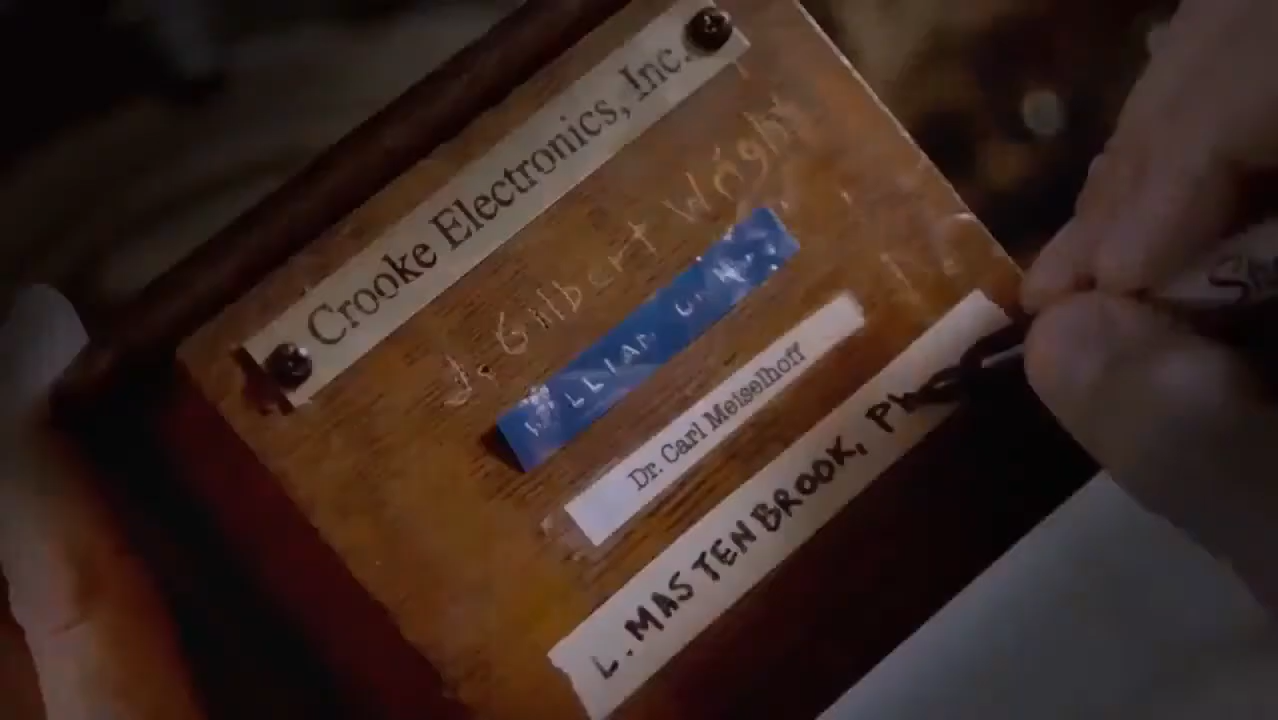 Crooke Electronics, Inc.
J. Gilbert Wright
Dr. Carl Meiselhoff
L. MASTENBROOK, Ph